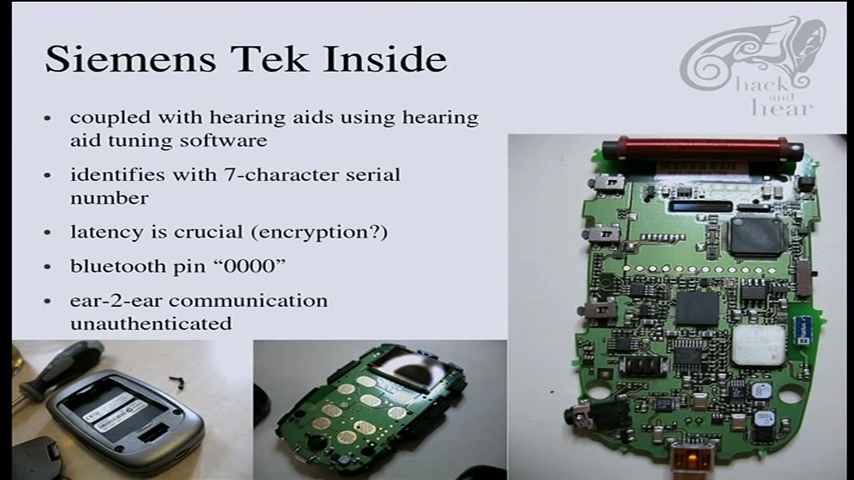 Siemens Tek Inside
hack
and
hear
• coupled with hearing aids using hearing
aid tuning software
• identifies with 7-character serial
number
• latency is crucial (encryption?)
• bluetooth pin “0000”
• ear-2-ear communication
unauthenticated